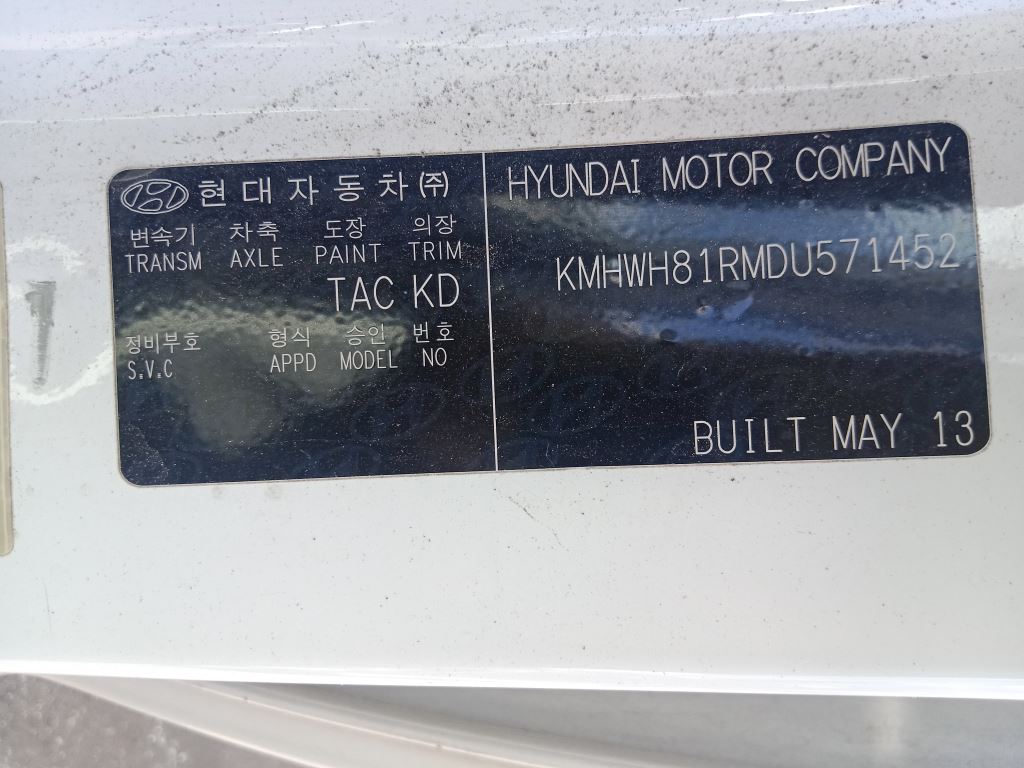 현대자동차(주)
변속기 차축 도장 의장
TRANSM AXLE PAINT TRIM
TAC KD
정비부호 형식 승인 번호
S.V.C APPD MODEL NO
HYUNDAI MOTOR COMPANY
KMHWH81RMDU571452
BUILT MAY 13